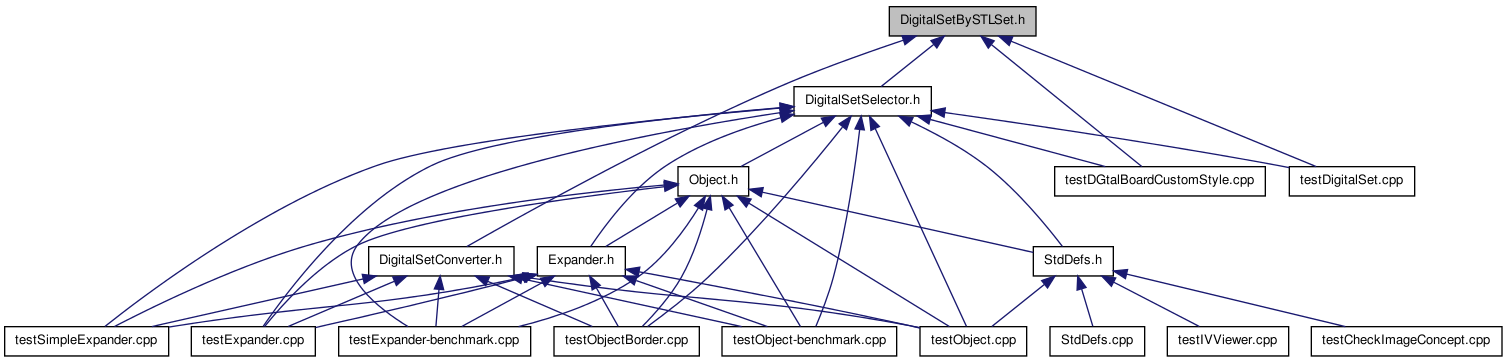 DigitalSetBySTLSet.h
DigitalSetSelector.h
Object.h
testDGtalBoardCustomStyle.cpp
testDigitalSet.cpp
DigitalSetConverter.h
Expander.h
StdDefs.h
testSimpleExpander.cpp
testExpander.cpp
testExpander-benchmark.cpp
testObjectBorder.cpp
testObject-benchmark.cpp
testObject.cpp
StdDefs.cpp
testIVViewer.cpp
testCheckImageConcept.cpp